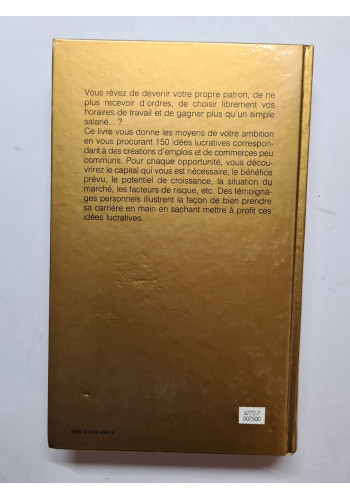 Vous rêvez de devenir votre propre patron, de ne
plus recevoir d'ordres, de choisir librement vos
horaires de travail et de gagner plus qu'un simple
salarié... ?
Ce livre vous donne les moyens de votre ambition
en vous procurant 150 idées lucratives correspon-
dant à des créations d'emplois et de commerces peu
communs. Pour chaque opportunité, vous décou-
vrirez le capital qui vous est nécessaire, le bénéfice
prévu, le potentiel de croissance, la situation du
marché, les facteurs de risque, etc. Des témoigna-
ges personnels illustrent la façon de bien prendre
sa carrière en main en sachant mettre à profit ces
idées lucratives.
6772-7
007500